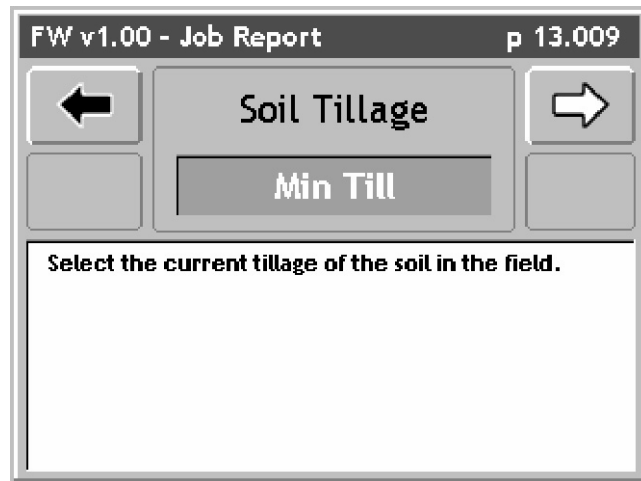 FW v1.00 - Job Report p 13.009
Soil Tillage
Min Till
Select the current tillage of the soil in the field.